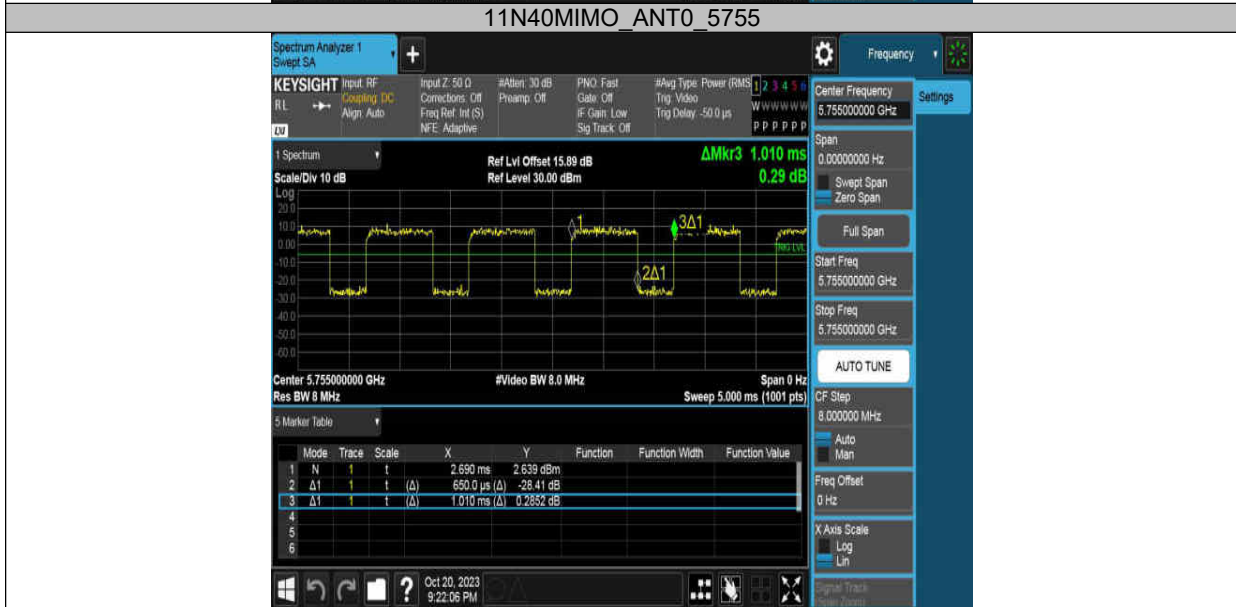 11N40MIMO_ANT0_5755
Spectrum Analyzer 1
Swept SA
+
Frequency
KEYSIGHT
RL
Input: RF
Coupling: DC
Align: Auto
Input Z: 50 Ω
Corrections: Off
Freq Ref: Int (S)
NFE: Adaptive
#Atten: 30 dB
Preamp: Off
PNO: Fast
Gate: Off
IF Gain: Low
Sig Track: Off
#Avg Type: Power (RMS
Trig: Video
Trig Delay: -50.0 µs
1 2 3 4 5 6
W W W W W W
P P P P P P
Center Frequency
5.755000000 GHz
Settings
Span
0.00000000 Hz
Swept Span
Zero Span
Full Span
Start Freq
5.755000000 GHz
Stop Freq
5.755000000 GHz
AUTO TUNE
CF Step
8.000000 MHz
Auto
Man
Freq Offset
0 Hz
X Axis Scale
Log
Lin
Signal Track
1 Spectrum
Scale/Div 10 dB
Ref Lvl Offset 15.89 dB
Ref Level 30.00 dBm
ΔMkr3 1.010 ms
0.29 dB
Log
20.0
10.0
0.00
-10.0
-20.0
-30.0
-40.0
-50.0
-60.0
1
2Δ1
3Δ1
TRIG LVL
Center 5.755000000 GHz
#Video BW 8.0 MHz
Span 0 Hz
Res BW 8 MHz
Sweep 5.000 ms (1001 pts)
5 Marker Table
Mode Trace Scale X Y Function Function Width Function Value
1 N 1 t 2.690 ms 2.639 dBm
2 Δ1 1 t (Δ) 650.0 µs (Δ) -28.41 dB
3 Δ1 1 t (Δ) 1.010 ms (Δ) 0.2852 dB
4
5
6
?
Oct 20, 2023
9:22:06 PM